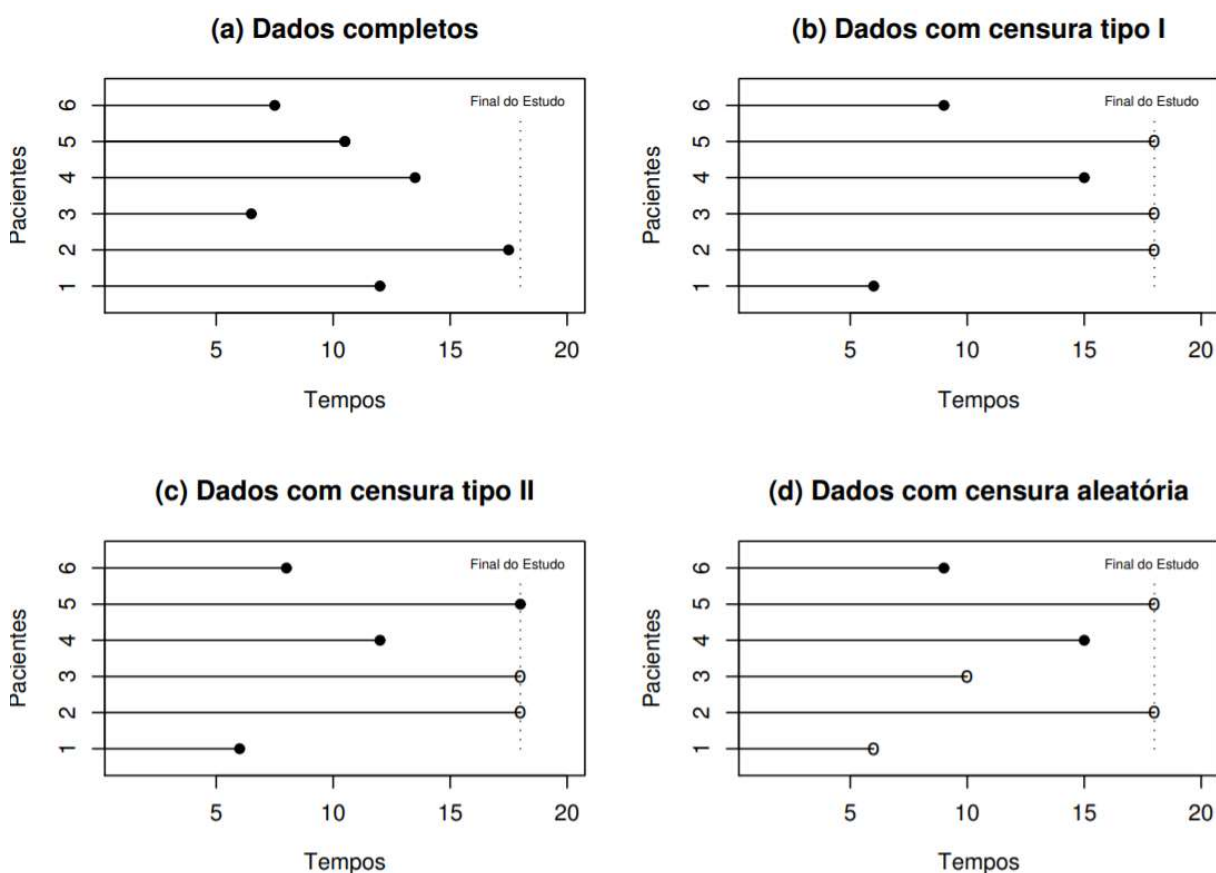 (a) Dados completos
Final do Estudo
Pacientes
6
5
4
3
2
1
5 10 15 20
Tempos
(b) Dados com censura tipo I
Final do Estudo
Pacientes
6
5
4
3
2
1
5 10 15 20
Tempos
(c) Dados com censura tipo II
Final do Estudo
Pacientes
6
5
4
3
2
1
5 10 15 20
Tempos
(d) Dados com censura aleatória
Final do Estudo
Pacientes
6
5
4
3
2
1
5 10 15 20
Tempos